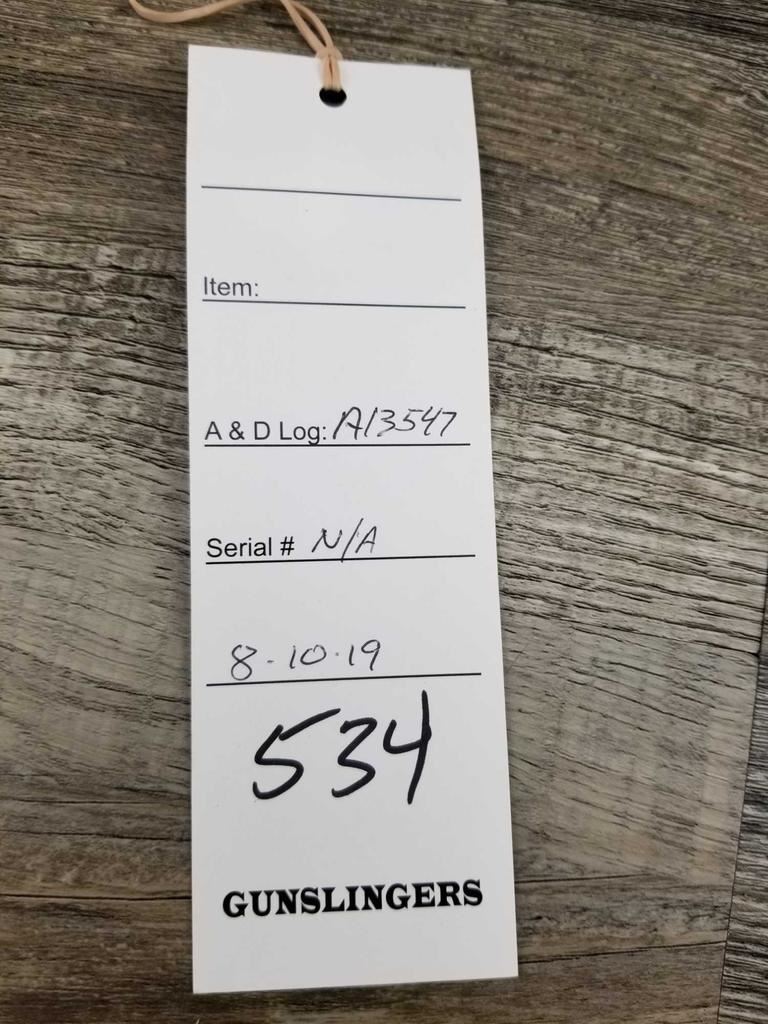 Item:
A & D Log: A13547
Serial # N/A
8-10-19
534
GUNSLINGERS